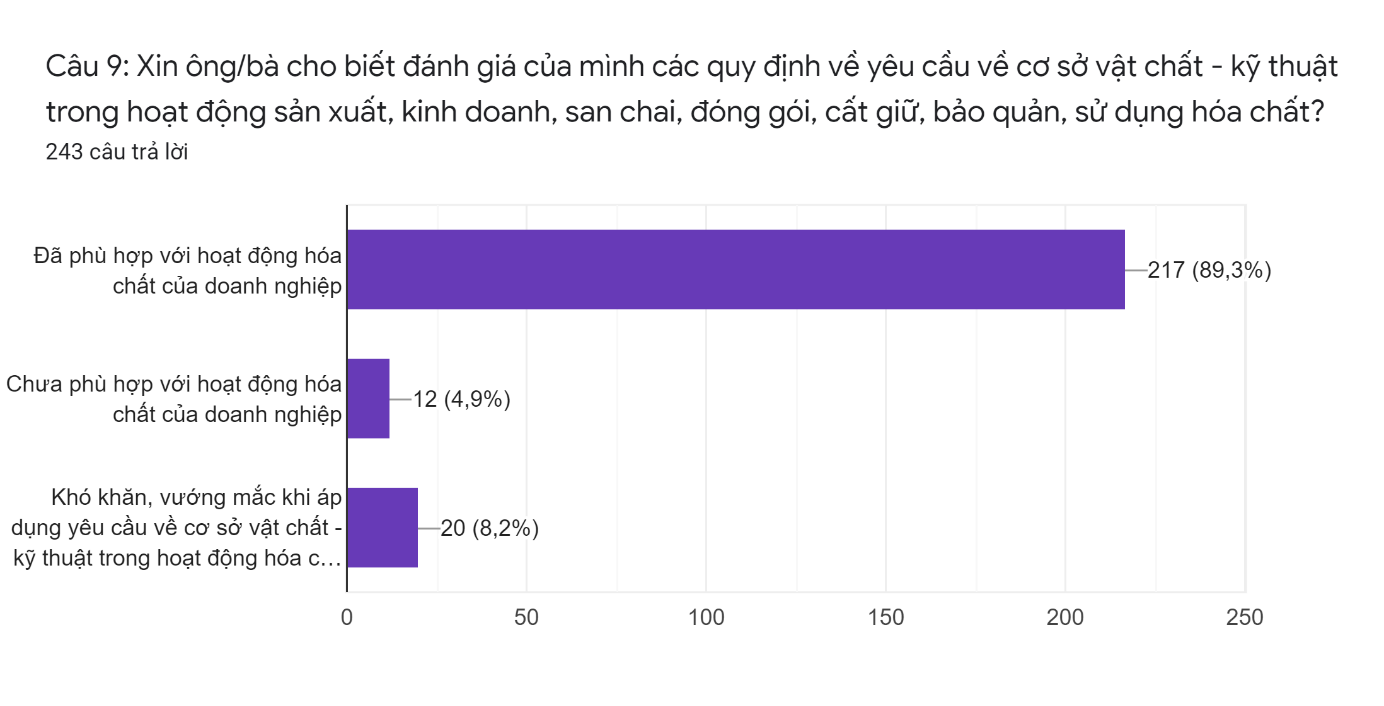 Câu 9: Xin ông/bà cho biết đánh giá của mình các quy định về yêu cầu về cơ sở vật chất - kỹ thuật
trong hoạt động sản xuất, kinh doanh, san chai, đóng gói, cất giữ, bảo quản, sử dụng hóa chất?
243 câu trả lời
Đã phù hợp với hoạt động hóa
chất của doanh nghiệp
217 (89,3%)
Chưa phù hợp với hoạt động hóa
chất của doanh nghiệp
12 (4,9%)
Khó khăn, vướng mắc khi áp
dụng yêu cầu về cơ sở vật chất -
kỹ thuật trong hoạt động hóa c…
20 (8,2%)
0 50 100 150 200 250